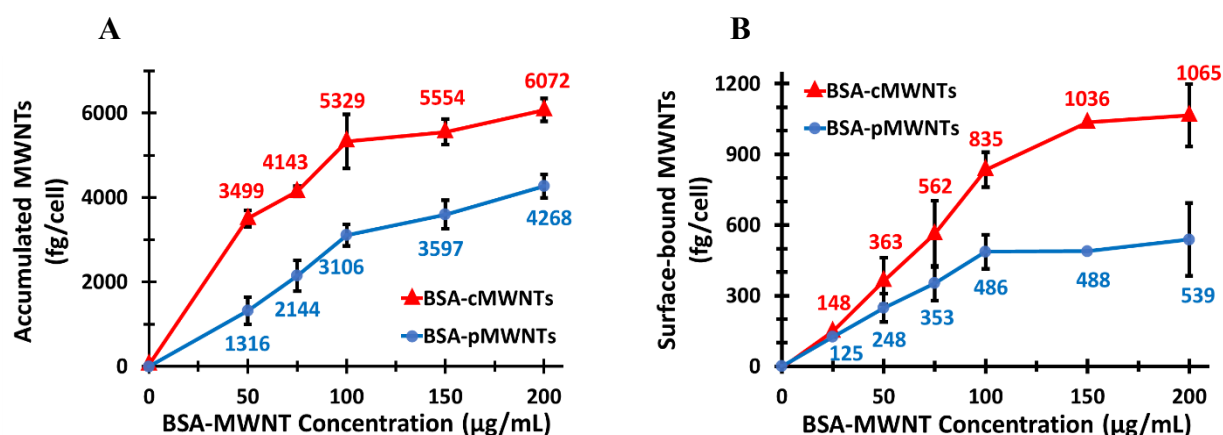 A
Accumulated MWNTs
(fg/cell)
6000
4000
2000
0
3499
4143
5329
5554
6072
1316
2144
3106
3597
4268
BSA-cMWNTs
BSA-pMWNTs
0 50 100 150 200
BSA-MWNT Concentration (µg/mL)
B
Surface-bound MWNTs
(fg/cell)
1200
900
600
300
0
BSA-cMWNTs
BSA-pMWNTs
148
363
562
835
1036
1065
125
248
353
486
488
539
0 50 100 150 200
BSA-MWNT Concentration (µg/mL)